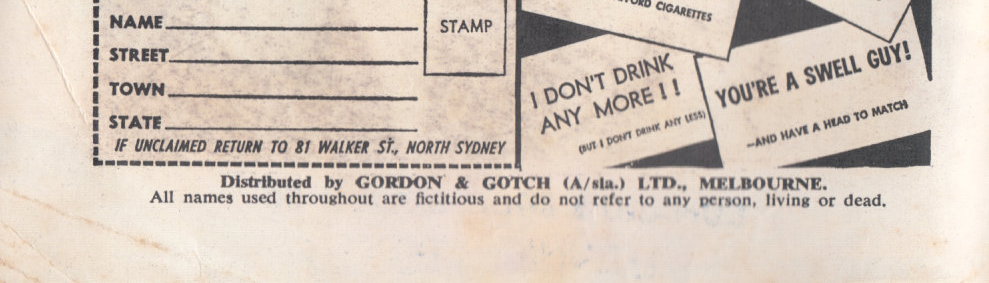 NAME
STREET
TOWN
STATE
STAMP
IF UNCLAIMED RETURN TO 81 WALKER ST., NORTH SYDNEY
CIGARETTES
I DON'T DRINK
ANY MORE!!
(BUT I DON'T DRINK ANY LESS)
YOU'RE A SWELL GUY!
—AND HAVE A HEAD TO MATCH
Distributed by GORDON & GOTCH (A/sia.) LTD., MELBOURNE.
All names used throughout are fictitious and do not refer to any person, living or dead.